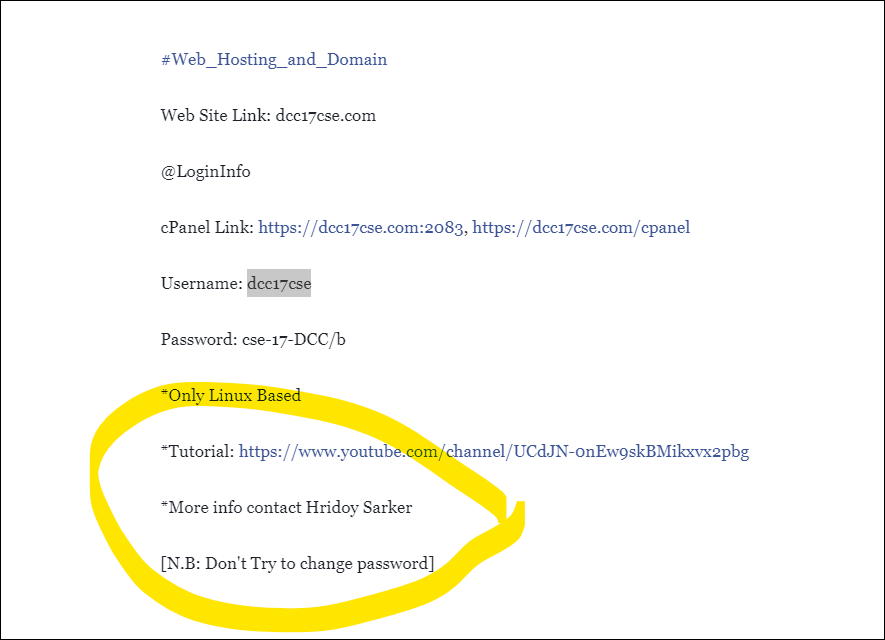 #Web_Hosting_and_Domain
Web Site Link: dcc17cse.com
@LoginInfo
cPanel Link: https://dcc17cse.com:2083, https://dcc17cse.com/cpanel
Username: dcc17cse
Password: cse-17-DCC/b
*Only Linux Based
*Tutorial: https://www.youtube.com/channel/UCdJN-0nEw9skBMikxvx2pbg
*More info contact Hridoy Sarker
[N.B: Don't Try to change password]